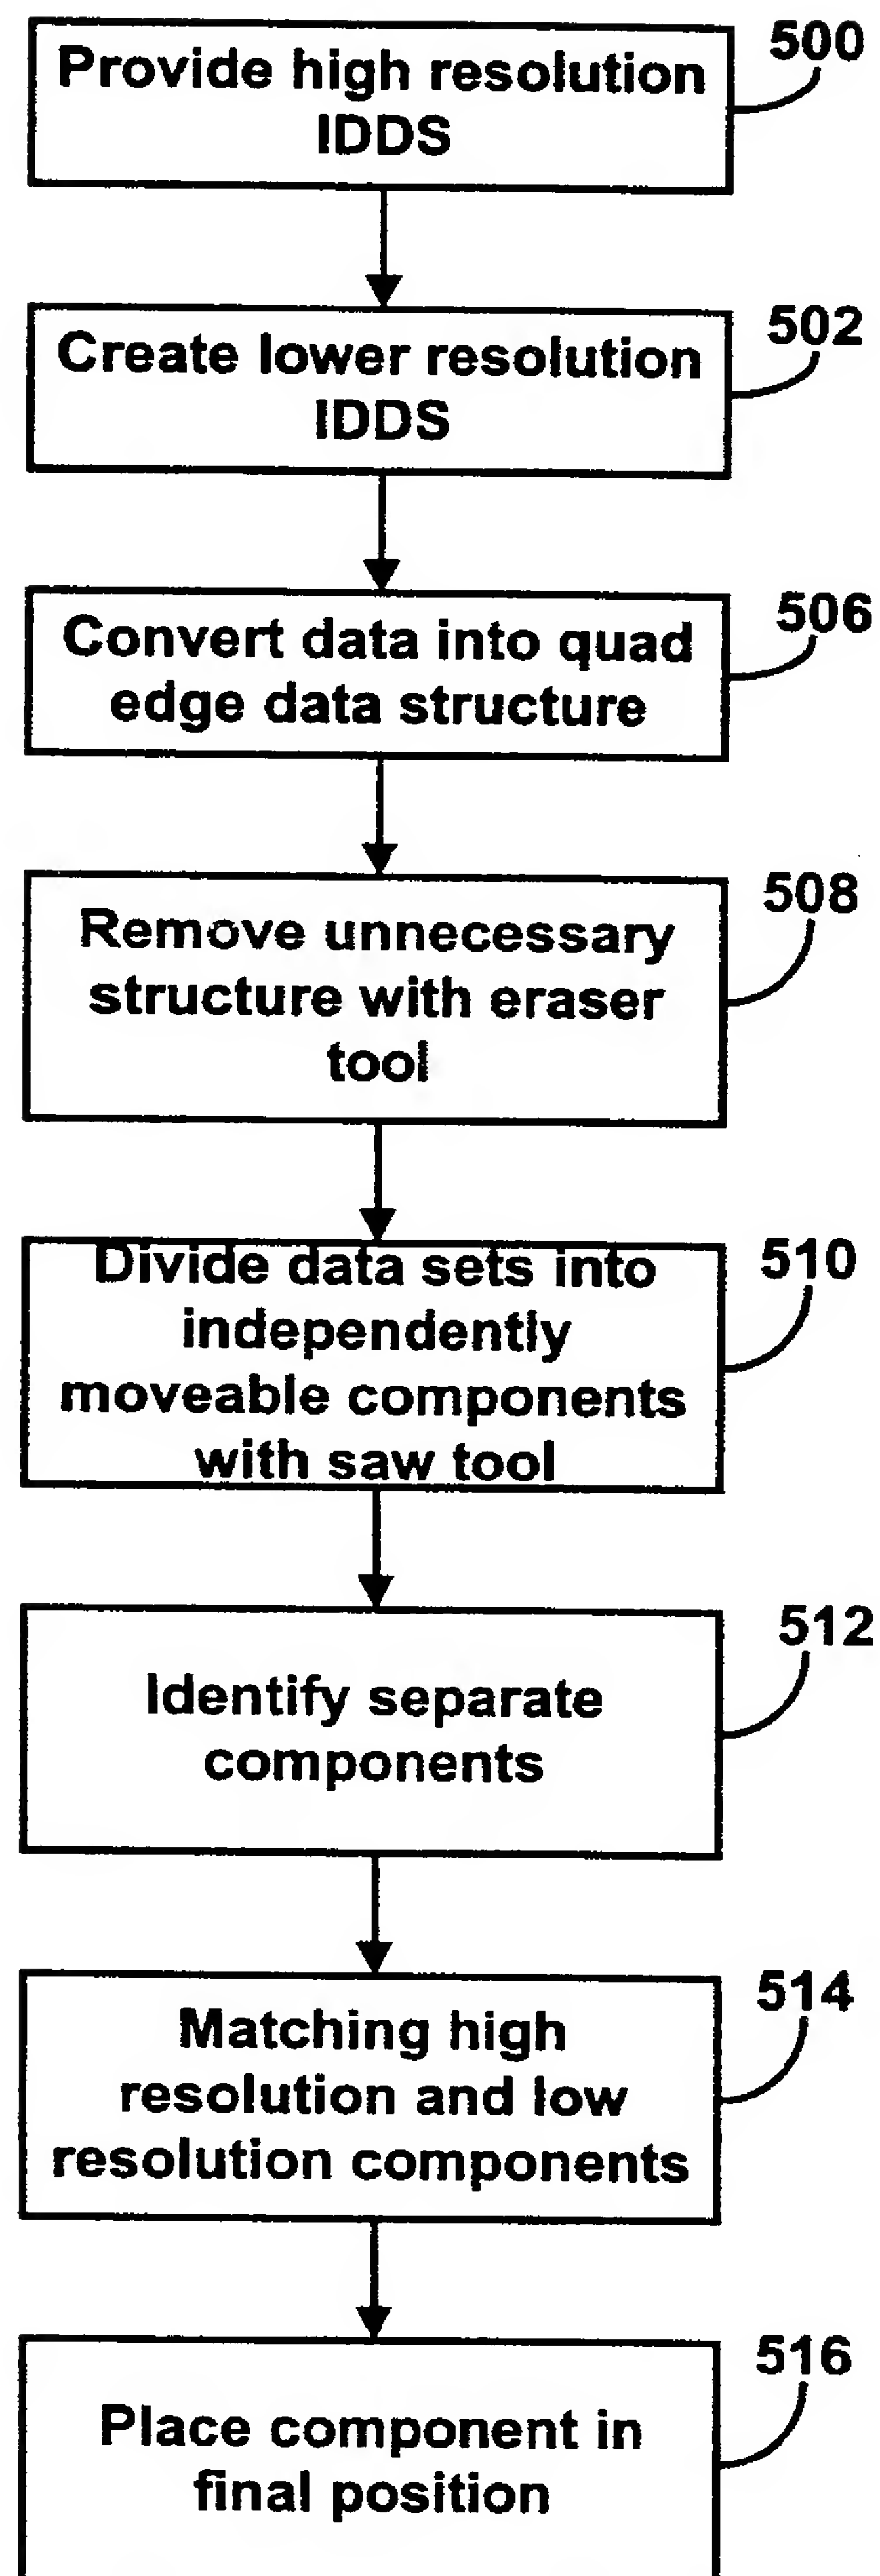 500
Provide high resolution
IDDS
502
Create lower resolution
IDDS
506
Convert data into quad
edge data structure
508
Remove unnecessary
structure with eraser
tool
510
Divide data sets into
independently
moveable components
with saw tool
512
Identify separate
components
514
Matching high
resolution and low
resolution components
516
Place component in
final position